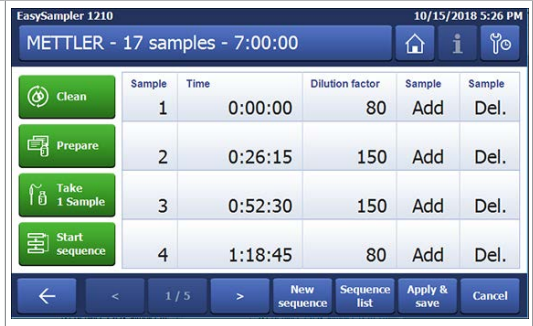 EasySampler 1210 10/15/2018 5:26 PM
METTLER - 17 samples - 7:00:00
Clean
Prepare
Take
1 Sample
Start
sequence
Sample Time Dilution factor Sample Sample
1 0:00:00 80 Add Del.
2 0:26:15 150 Add Del.
3 0:52:30 150 Add Del.
4 1:18:45 80 Add Del.
< 1 / 5 > New sequence Sequence list Apply & save Cancel